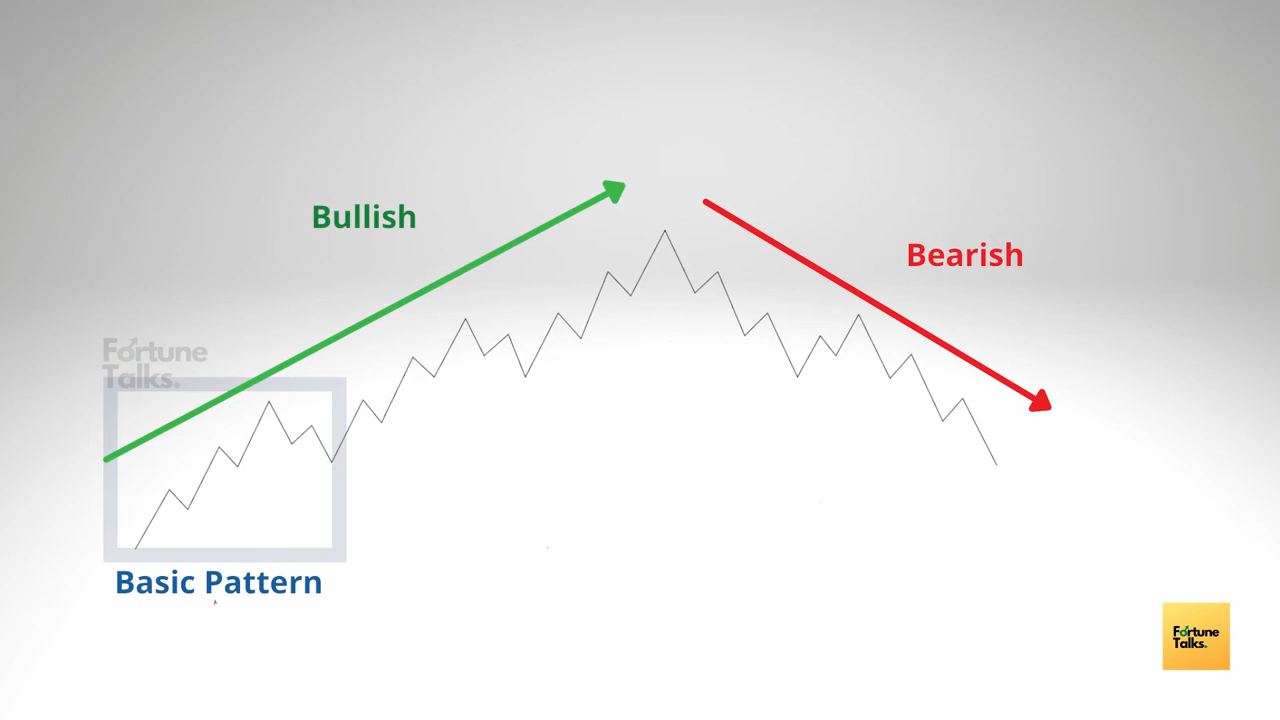 Bullish
Bearish
Fortune
Talks.
Basic Pattern
Fortune
Talks.